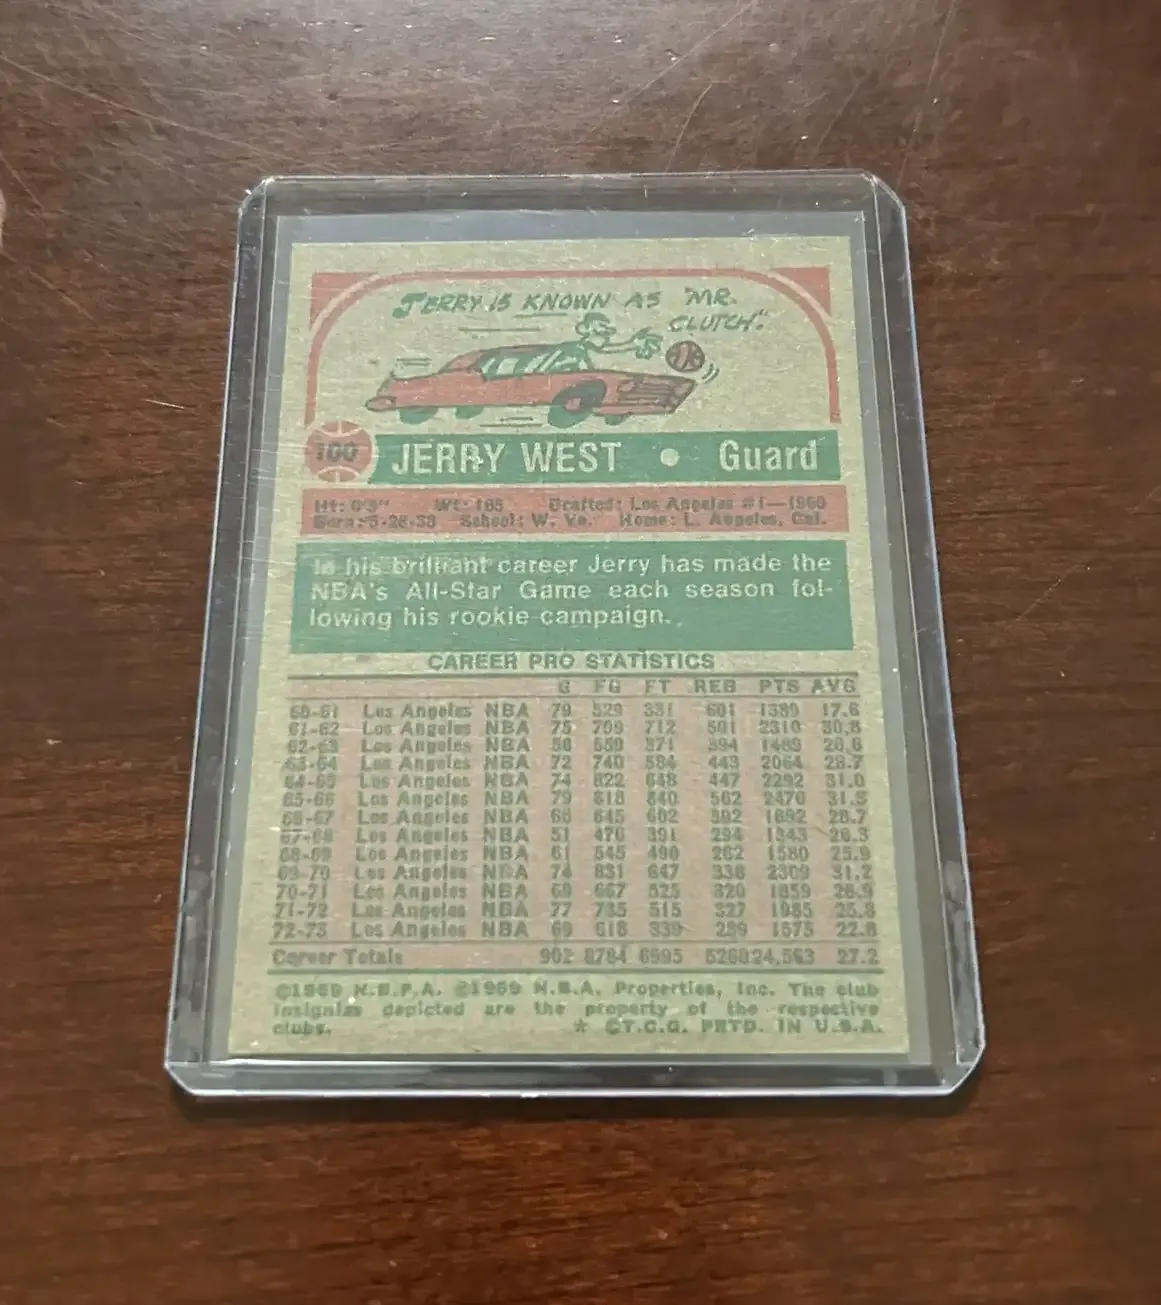 JERRY IS KNOWN AS "MR.
CLUTCH".
100 JERRY WEST • Guard
Ht: 6'3" Wt: 185 Drafted: Los Angeles #1—1960
Born: 5-28-38 School: W. Va. Home: L. Angeles, Cal.
In his brilliant career Jerry has made the
NBA's All-Star Game each season fol-
lowing his rookie campaign.
CAREER PRO STATISTICS
G FG FT REB PTS AVG
60-61 Los Angeles NBA 79 529 331 601 1389 17.6
61-62 Los Angeles NBA 75 799 712 591 2310 30.8
62-63 Los Angeles NBA 56 559 371 394 1489 26.6
63-64 Los Angeles NBA 72 740 584 443 2064 28.7
64-65 Los Angeles NBA 74 822 648 447 2292 31.0
65-66 Los Angeles NBA 79 818 840 562 2476 31.3
66-67 Los Angeles NBA 66 645 602 392 1892 28.7
67-68 Los Angeles NBA 51 476 391 294 1343 26.3
68-69 Los Angeles NBA 61 545 490 262 1580 25.9
69-70 Los Angeles NBA 74 831 647 338 2309 31.2
70-71 Los Angeles NBA 69 667 525 320 1859 26.9
71-72 Los Angeles NBA 77 735 515 327 1985 25.8
72-73 Los Angeles NBA 69 618 339 289 1575 22.8
Career Totals 902 8784 6995 5260 24,563 27.2
©1969 N.B.P.A. ©1969 N.B.A. Properties, Inc. The club
insignias depicted are the property of the respective
clubs. * ©T.C.G. PRTD. IN U.S.A.